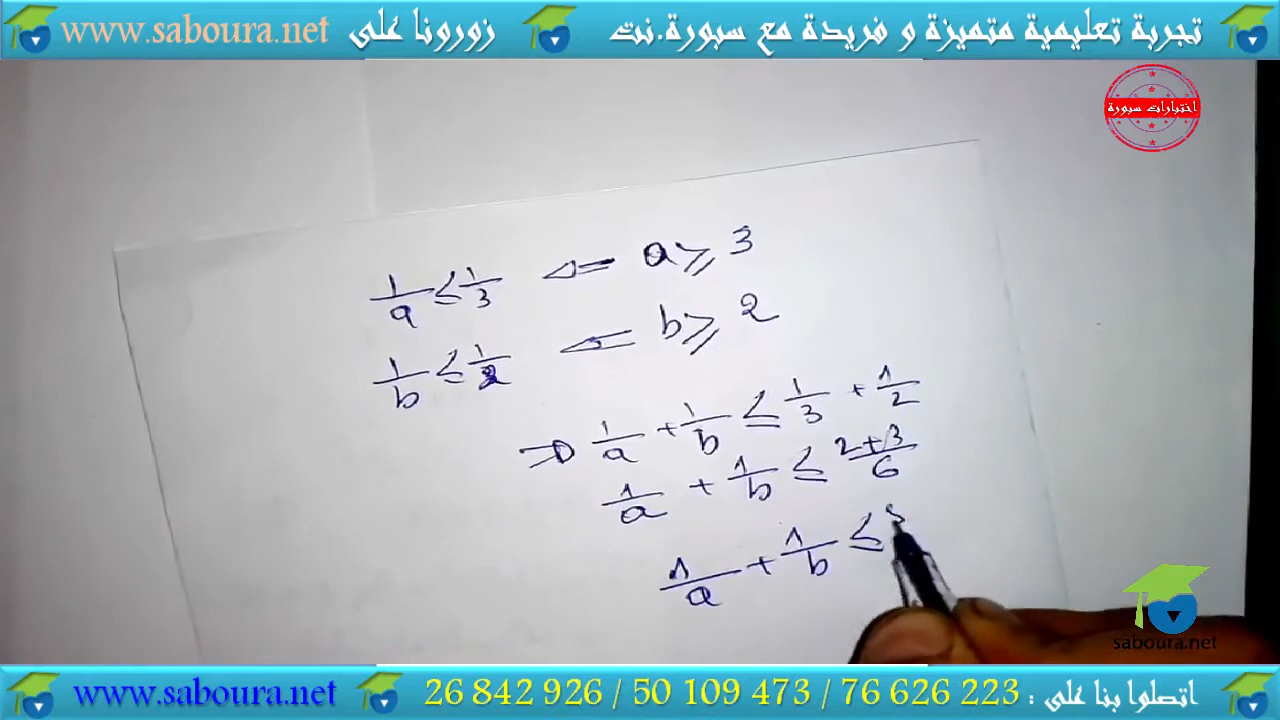 تجربة تعليمية متميزة و فريدة مع سبورة.نت زورونا على www.saboura.net
اختبارات سبورة
1/a ≤ 1/3 ⇐ a ≥ 3
1/b ≤ 1/2 ⇐ b ≥ 2
⇒ 1/a + 1/b ≤ 1/3 + 1/2
1/a + 1/b ≤ 2+3/6
1/a + 1/b ≤
saboura.net
اتصلوا بنا على : 26 842 926 / 50 109 473 / 76 626 223 www.saboura.net